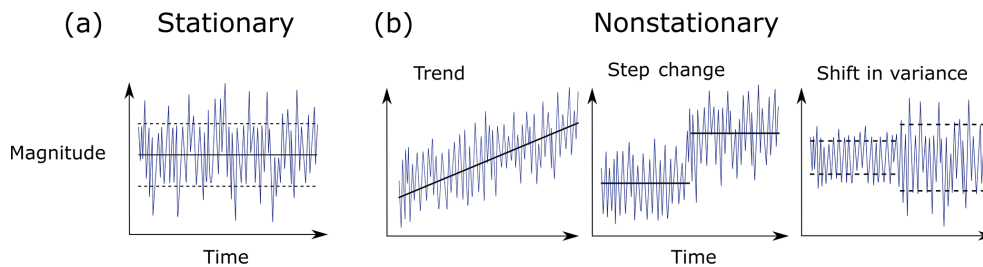 (a) Stationary
(b) Nonstationary
Trend
Step change
Shift in variance
Magnitude
Time
Time